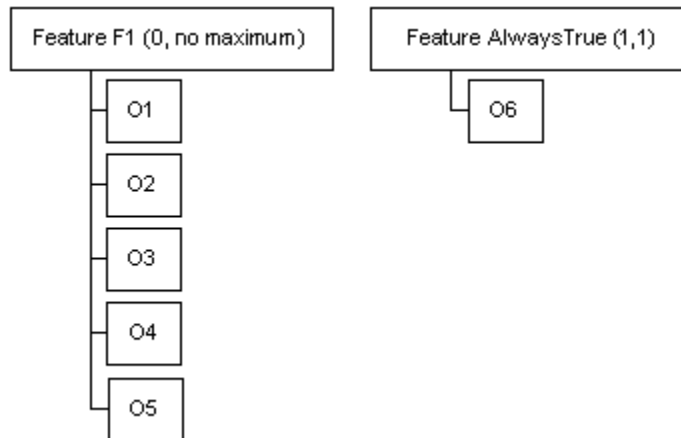 Feature F1 (0, no maximum)
O1
O2
O3
O4
O5
Feature AlwaysTrue (1,1)
O6